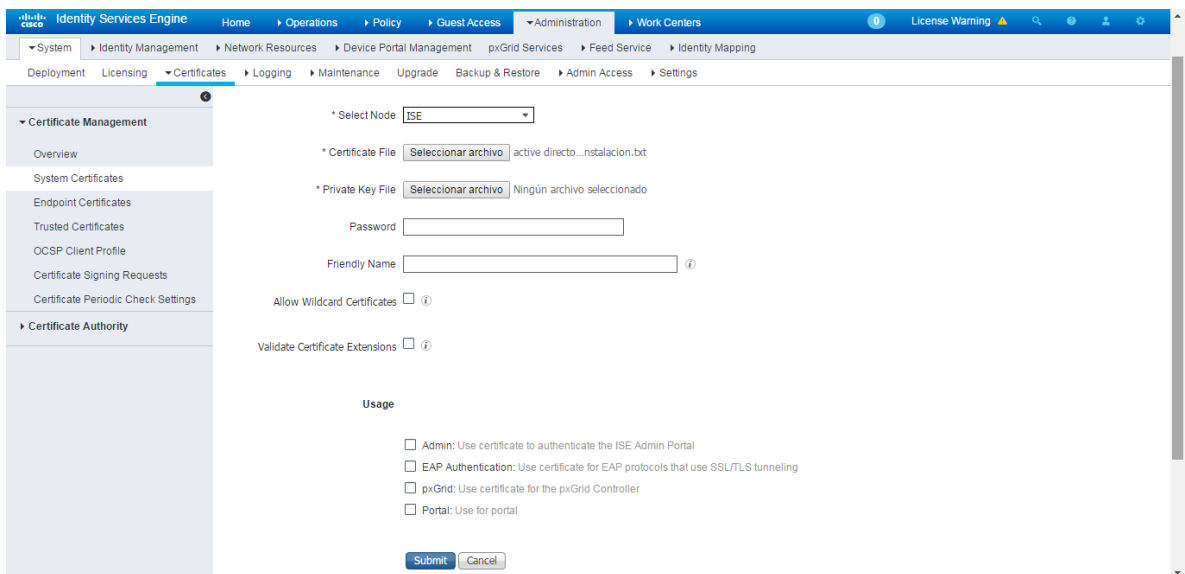 cisco Identity Services Engine Home Operations Policy Guest Access Administration Work Centers 0 License Warning
System Identity Management Network Resources Device Portal Management pxGrid Services Feed Service Identity Mapping
Deployment Licensing Certificates Logging Maintenance Upgrade Backup & Restore Admin Access Settings
Certificate Management
Overview
System Certificates
Endpoint Certificates
Trusted Certificates
OCSP Client Profile
Certificate Signing Requests
Certificate Periodic Check Settings
Certificate Authority
* Select Node ISE
* Certificate File Seleccionar archivo active directo...nstalacion.txt
* Private Key File Seleccionar archivo Ningún archivo seleccionado
Password
Friendly Name
Allow Wildcard Certificates
Validate Certificate Extensions
Usage
Admin: Use certificate to authenticate the ISE Admin Portal
EAP Authentication: Use certificate for EAP protocols that use SSL/TLS tunneling
pxGrid: Use certificate for the pxGrid Controller
Portal: Use for portal
Submit Cancel